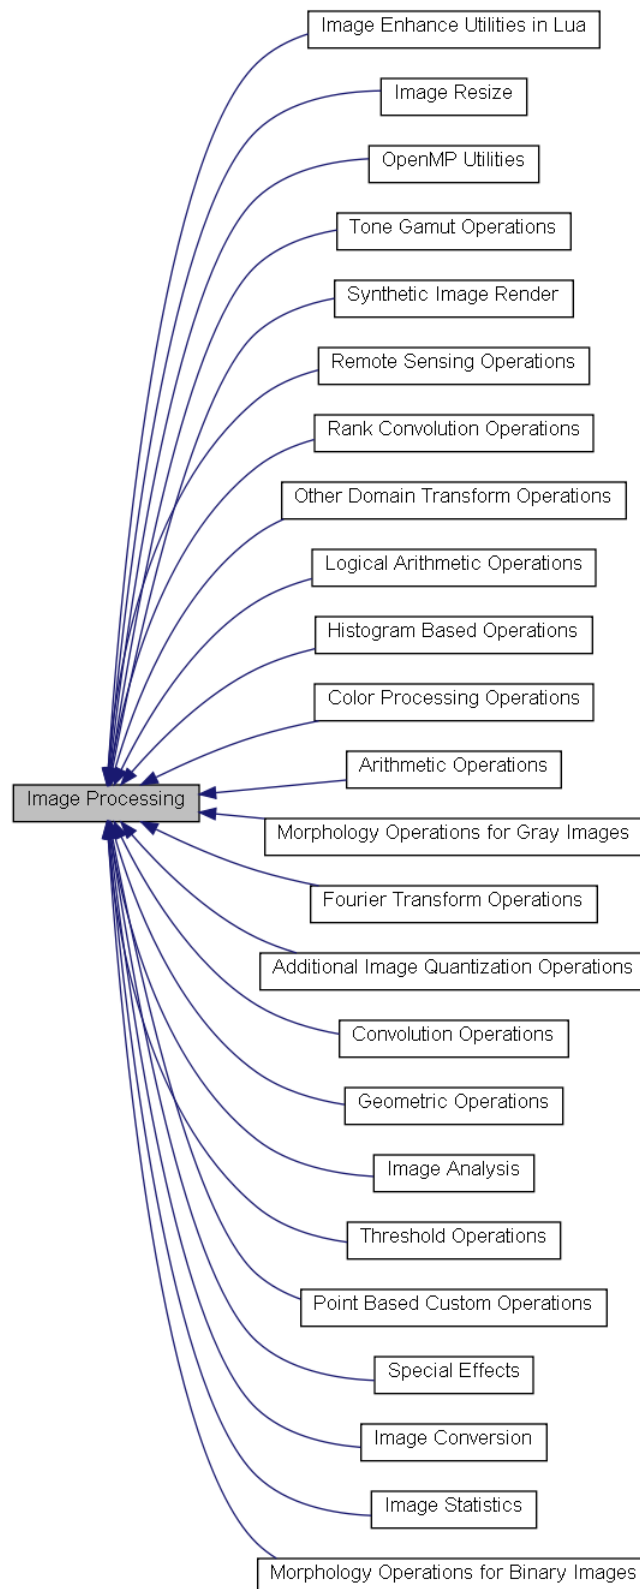 Image Enhance Utilities in Lua
Image Resize
OpenMP Utilities
Tone Gamut Operations
Synthetic Image Render
Remote Sensing Operations
Rank Convolution Operations
Other Domain Transform Operations
Logical Arithmetic Operations
Histogram Based Operations
Color Processing Operations
Arithmetic Operations
Image Processing
Morphology Operations for Gray Images
Fourier Transform Operations
Additional Image Quantization Operations
Convolution Operations
Geometric Operations
Image Analysis
Threshold Operations
Point Based Custom Operations
Special Effects
Image Conversion
Image Statistics
Morphology Operations for Binary Images